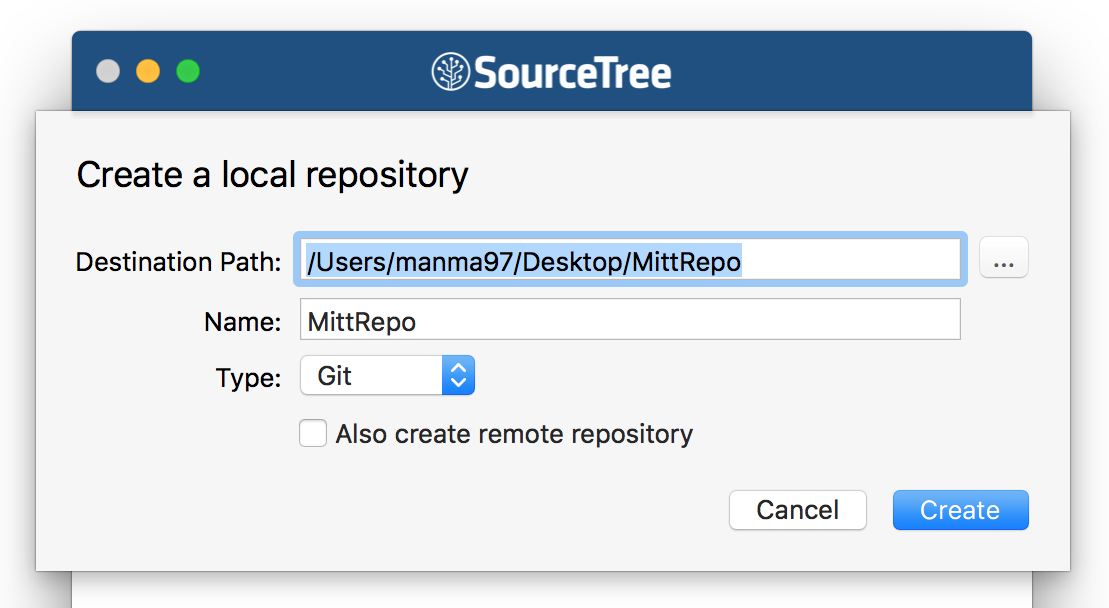 SourceTree
Create a local repository
Destination Path: /Users/manma97/Desktop/MittRepo ...
Name: MittRepo
Type: Git
Also create remote repository
Cancel Create